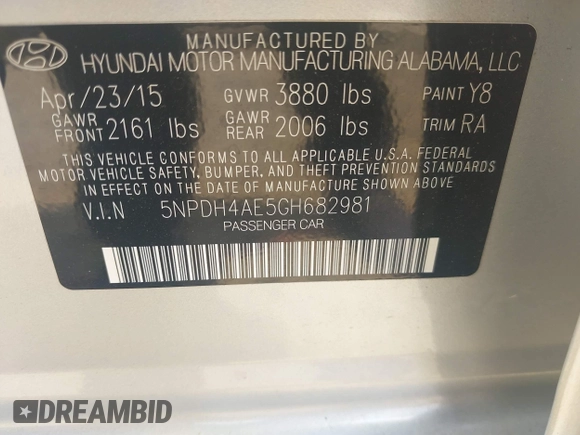 MANUFACTURED BY
HYUNDAI MOTOR MANUFACTURING ALABAMA, LLC
Apr/23/15 GVWR 3880 lbs PAINT Y8
GAWR FRONT 2161 lbs GAWR REAR 2006 lbs TRIM RA
THIS VEHICLE CONFORMS TO ALL APPLICABLE U.S.A. FEDERAL
MOTOR VEHICLE SAFETY, BUMPER, AND THEFT PREVENTION STANDARDS
IN EFFECT ON THE DATE OF MANUFACTURE SHOWN ABOVE.
V.I.N 5NPDH4AE5GH682981
PASSENGER CAR
DREAMBID